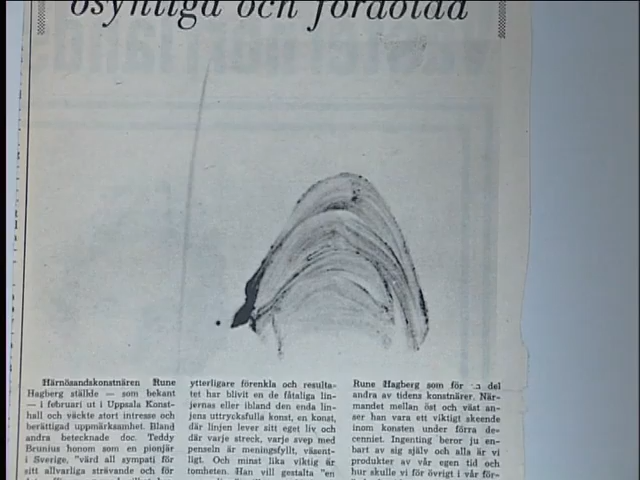 osynliga och fördolda
Härnösandskonstnären Rune
Hagberg ställde — som bekant
— i februari ut i Uppsala Konst-
hall och väckte stort intresse och
berättigad uppmärksamhet. Bland
andra betecknade doc. Teddy
Brunius honom en pionjär
i Sverige, "värd all sympati för
sitt allvarliga strävande och för
ytterligare förenkla och resulta-
tet har blivit en de fåtaliga lin-
jernas eller ibland den enda lin-
jens uttrycksfulla konst, en konst,
där linjen lever sitt eget liv och
där varje streck, varje svep med
penseln är meningsfyllt, väsent-
ligt. Och minst lika viktig är
tomheten. Han vill gestalta "en
Rune Hagberg som för a del
andra av tidens konstnärer. När-
mandet mellan öst och väst an-
ser han vara ett viktigt skeende
inom konsten under förra de-
cenniet. Ingenting beror ju en-
bart av sig själv och alla är vi
produkter av vår egen tid och
hur skulle vi för övrigt i vår för-